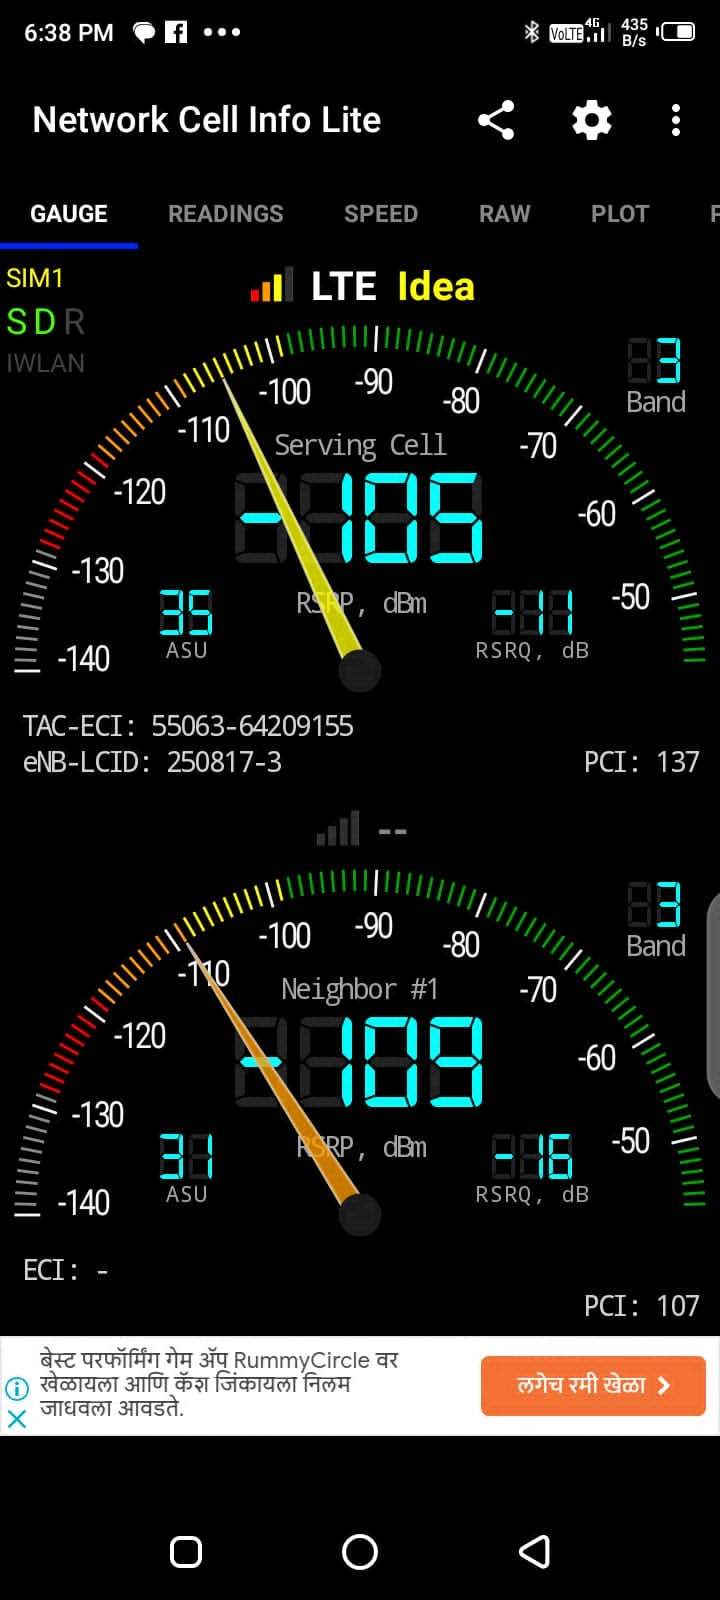 6:38 PM
VoLTE 4G 435 B/s
Network Cell Info Lite
GAUGE READINGS SPEED RAW PLOT
SIM1
LTE Idea
S D R
IWLAN
3
Band
-140 -130 -120 -110 -100 -90 -80 -70 -60 -50
Serving Cell
-105
RSRP, dBm
35
ASU
-11
RSRQ, dB
TAC-ECI: 55063-64209155
eNB-LCID: 250817-3
PCI: 137
--
3
Band
-140 -130 -120 -110 -100 -90 -80 -70 -60 -50
Neighbor #1
-109
RSRP, dBm
31
ASU
-16
RSRQ, dB
ECI: -
PCI: 107
बेस्ट परफॉर्मिंग गेम ॲप RummyCircle वर
खेळायला आणि कॅश जिंकायला निलम
जाधवला आवडते.
लगेच रमी खेळा